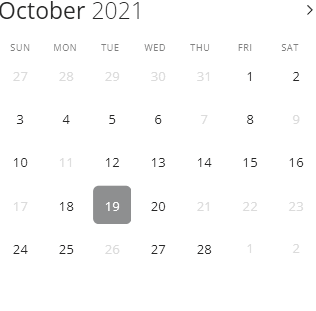 October 2021
SUN MON TUE WED THU FRI SAT
27 28 29 30 31 1 2
3 4 5 6 7 8 9
10 11 12 13 14 15 16
17 18 19 20 21 22 23
24 25 26 27 28 1 2